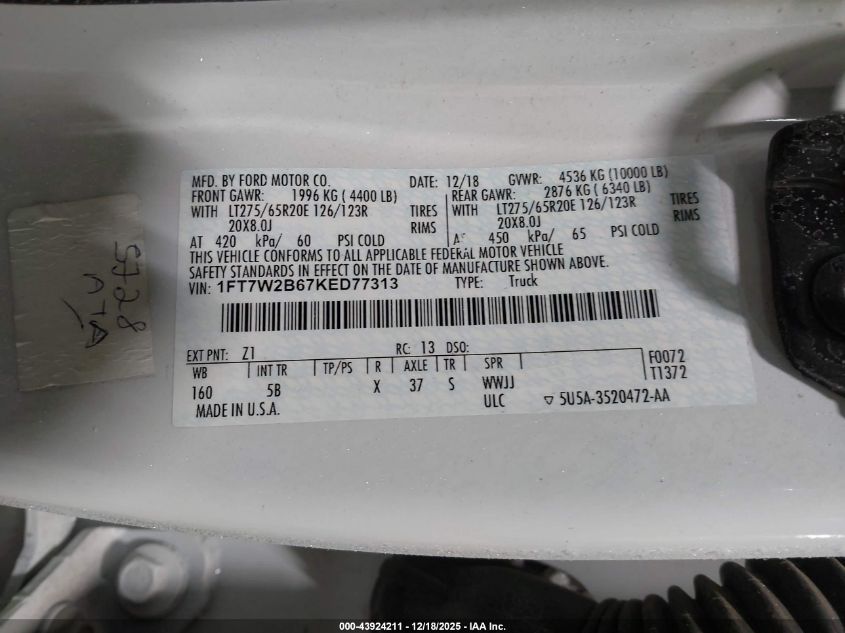 MFD. BY FORD MOTOR CO. DATE: 12/18 GVWR: 4536 KG (10000 LB)
FRONT GAWR: 1996 KG ( 4400 LB) REAR GAWR: 2876 KG ( 6340 LB)
WITH LT275/65R20E 126/123R TIRES WITH LT275/65R20E 126/123R TIRES
20X8.0J RIMS 20X8.0J RIMS
AT 420 kPa/ 60 PSI COLD AT 450 kPa/ 65 PSI COLD
THIS VEHICLE CONFORMS TO ALL APPLICABLE FEDERAL MOTOR VEHICLE
SAFETY STANDARDS IN EFFECT ON THE DATE OF MANUFACTURE SHOWN ABOVE.
VIN: 1FT7W2B67KED77313 TYPE: Truck
EXT PNT: Z1 RC: 13 DSO:
WB INT TR TP/PS R AXLE TR SPR F0072
160 5B X 37 S WWJJ T1372
ULC
MADE IN U.S.A. ▽ 5U5A-3520472-AA
5728
ATA
000-43924211 - 12/18/2025 - IAA Inc.